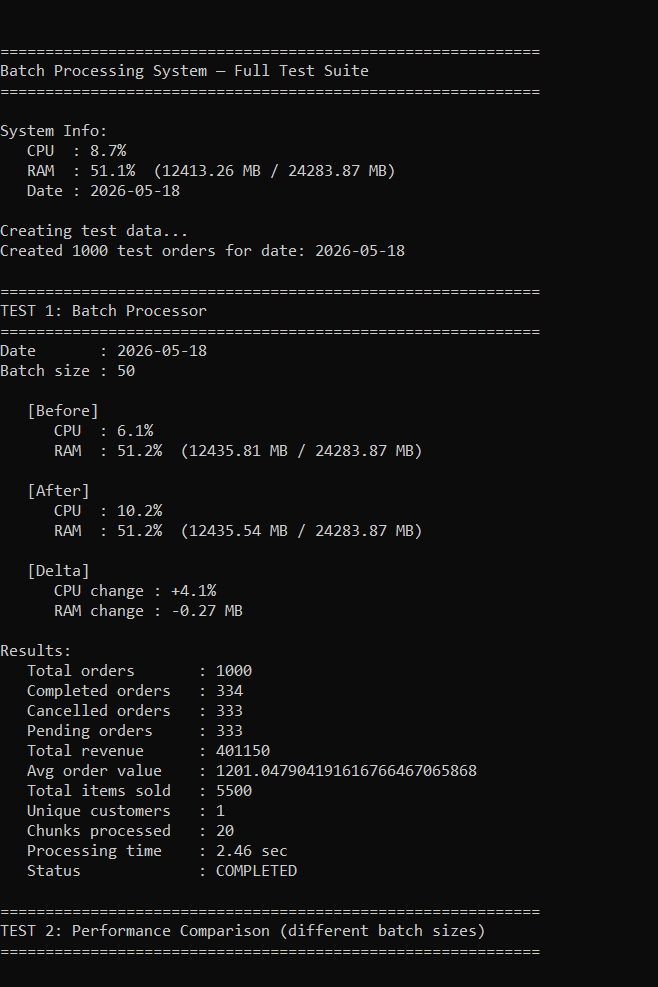 ============================================================
Batch Processing System — Full Test Suite
============================================================
System Info:
   CPU  : 8.7%
   RAM  : 51.1%  (12413.26 MB / 24283.87 MB)
   Date : 2026-05-18
Creating test data...
Created 1000 test orders for date: 2026-05-18
============================================================
TEST 1: Batch Processor
============================================================
Date       : 2026-05-18
Batch size : 50
   [Before]
      CPU  : 6.1%
      RAM  : 51.2%  (12435.81 MB / 24283.87 MB)
   [After]
      CPU  : 10.2%
      RAM  : 51.2%  (12435.54 MB / 24283.87 MB)
   [Delta]
      CPU change : +4.1%
      RAM change : -0.27 MB
Results:
   Total orders       : 1000
   Completed orders   : 334
   Cancelled orders   : 333
   Pending orders     : 333
   Total revenue      : 401150
   Avg order value    : 1201.047904191616766467065868
   Total items sold   : 5500
   Unique customers   : 1
   Chunks processed   : 20
   Processing time    : 2.46 sec
   Status             : COMPLETED
============================================================
TEST 2: Performance Comparison (different batch sizes)
============================================================